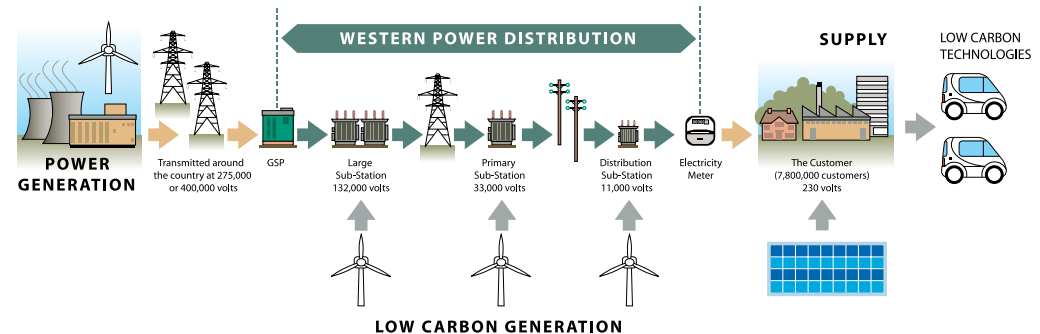 WESTERN POWER DISTRIBUTION
SUPPLY
LOW CARBON
TECHNOLOGIES
POWER
GENERATION
Transmitted around
the country at 275,000
or 400,000 volts
GSP
Large
Sub-Station
132,000 volts
Primary
Sub-Station
33,000 volts
Distribution
Sub-Station
11,000 volts
Electricity
Meter
The Customer
(7,800,000 customers)
230 volts
LOW CARBON GENERATION